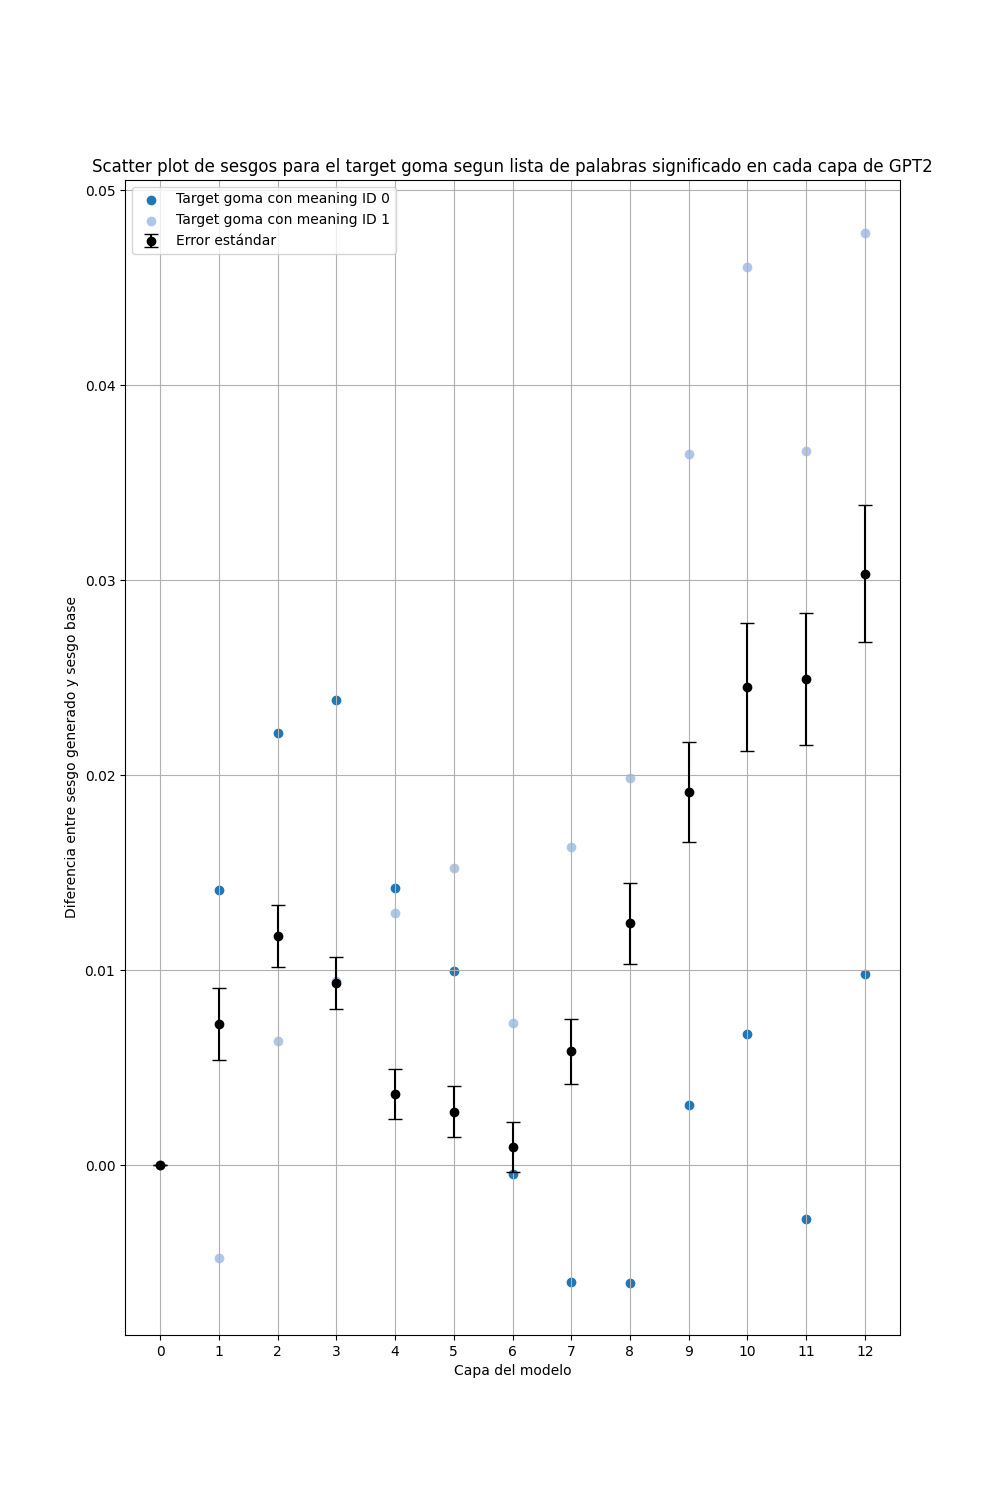 Scatter plot de sesgos para el target goma segun lista de palabras significado en cada capa de GPT2
Target goma con meaning ID 0
Target goma con meaning ID 1
Error estándar
0.05
0.04
0.03
0.02
0.01
0.00
Diferencia entre sesgo generado y sesgo base
0 1 2 3 4 5 6 7 8 9 10 11 12
Capa del modelo